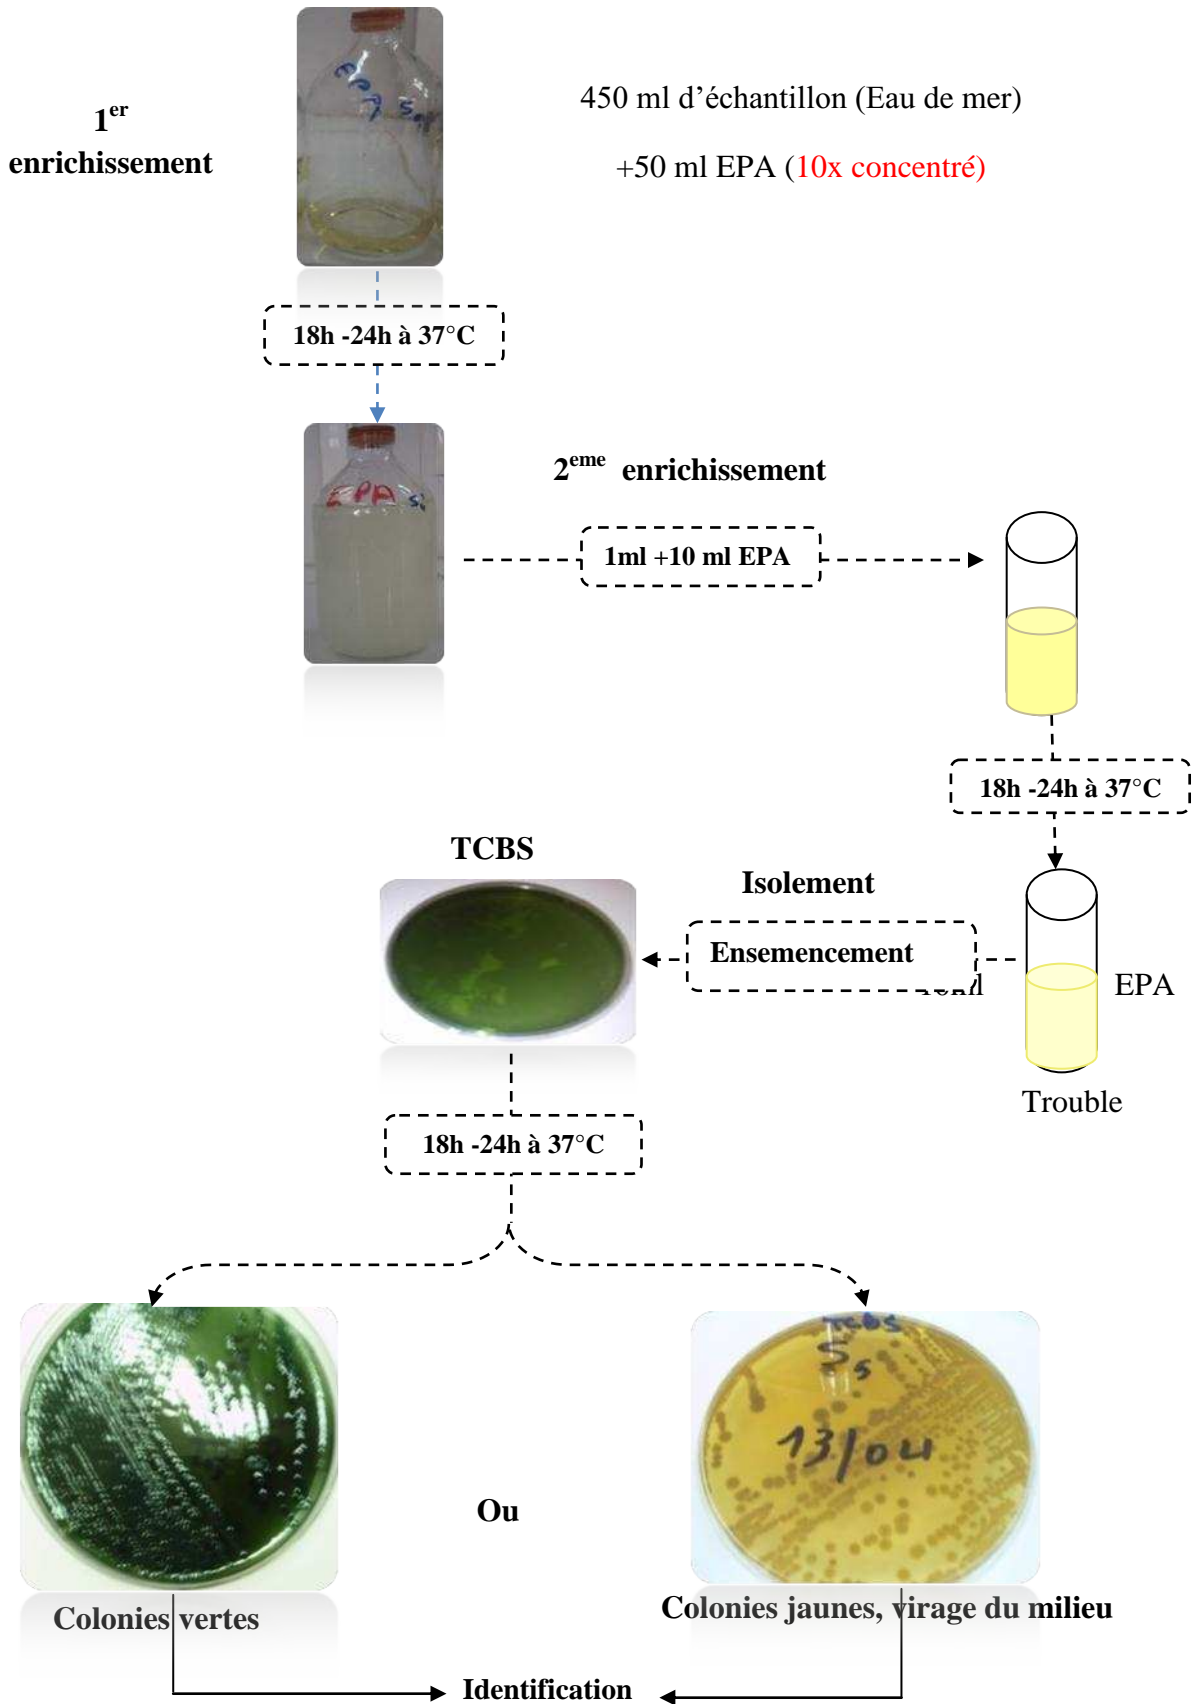 1er
enrichissement
450 ml d’échantillon (Eau de mer)
+50 ml EPA (10x concentré)
18h -24h à 37°C
EPA
2eme enrichissement
1ml +10 ml EPA
18h -24h à 37°C
TCBS
Isolement
Ensemencement
EPA
Trouble
18h -24h à 37°C
TCBS
S5
13/04
Ou
Colonies vertes
Colonies jaunes, virage du milieu
Identification